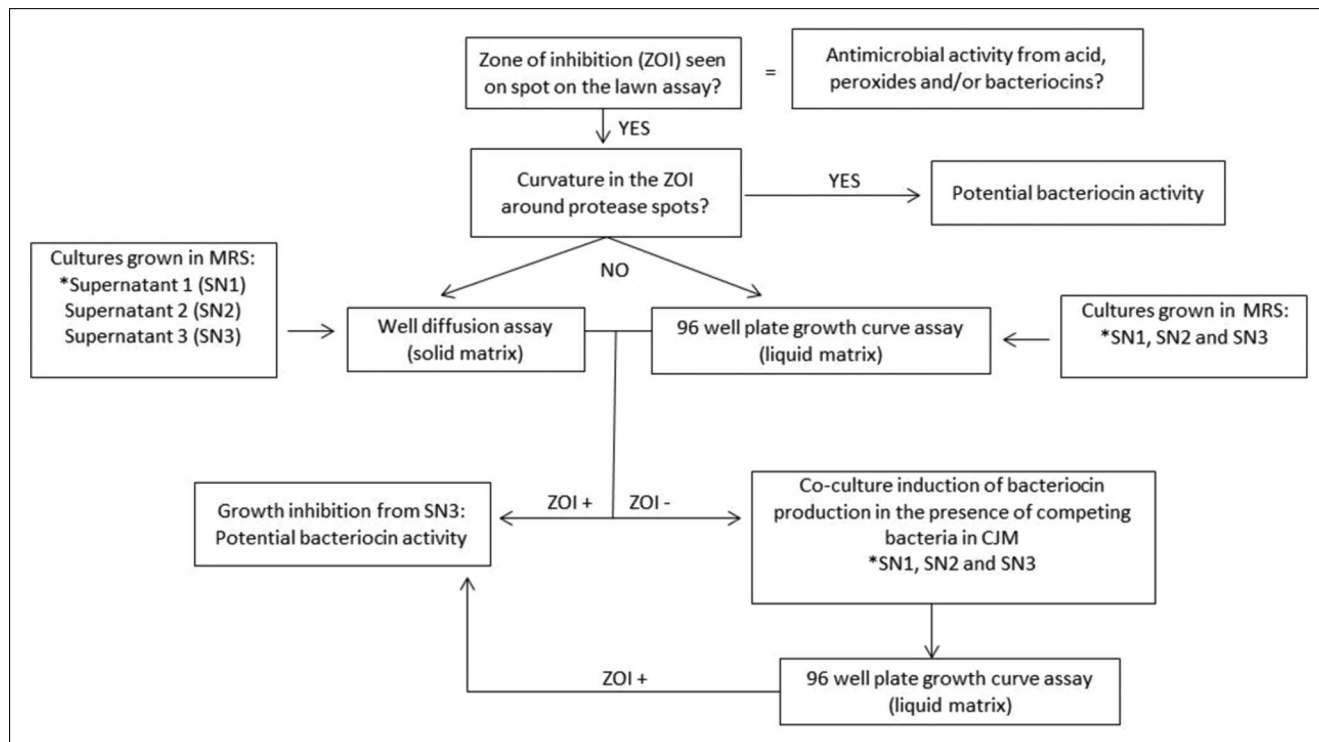 Zone of inhibition (ZOI) seen
on spot on the lawn assay?
=
Antimicrobial activity from acid,
peroxides and/or bacteriocins?
YES
Curvature in the ZOI
around protease spots?
YES
Potential bacteriocin activity
NO
Cultures grown in MRS:
*Supernatant 1 (SN1)
Supernatant 2 (SN2)
Supernatant 3 (SN3)
Well diffusion assay
(solid matrix)
96 well plate growth curve assay
(liquid matrix)
Cultures grown in MRS:
*SN1, SN2 and SN3
Growth inhibition from SN3:
Potential bacteriocin activity
ZOI +
ZOI -
Co-culture induction of bacteriocin
production in the presence of competing
bacteria in CJM
*SN1, SN2 and SN3
ZOI +
96 well plate growth curve assay
(liquid matrix)